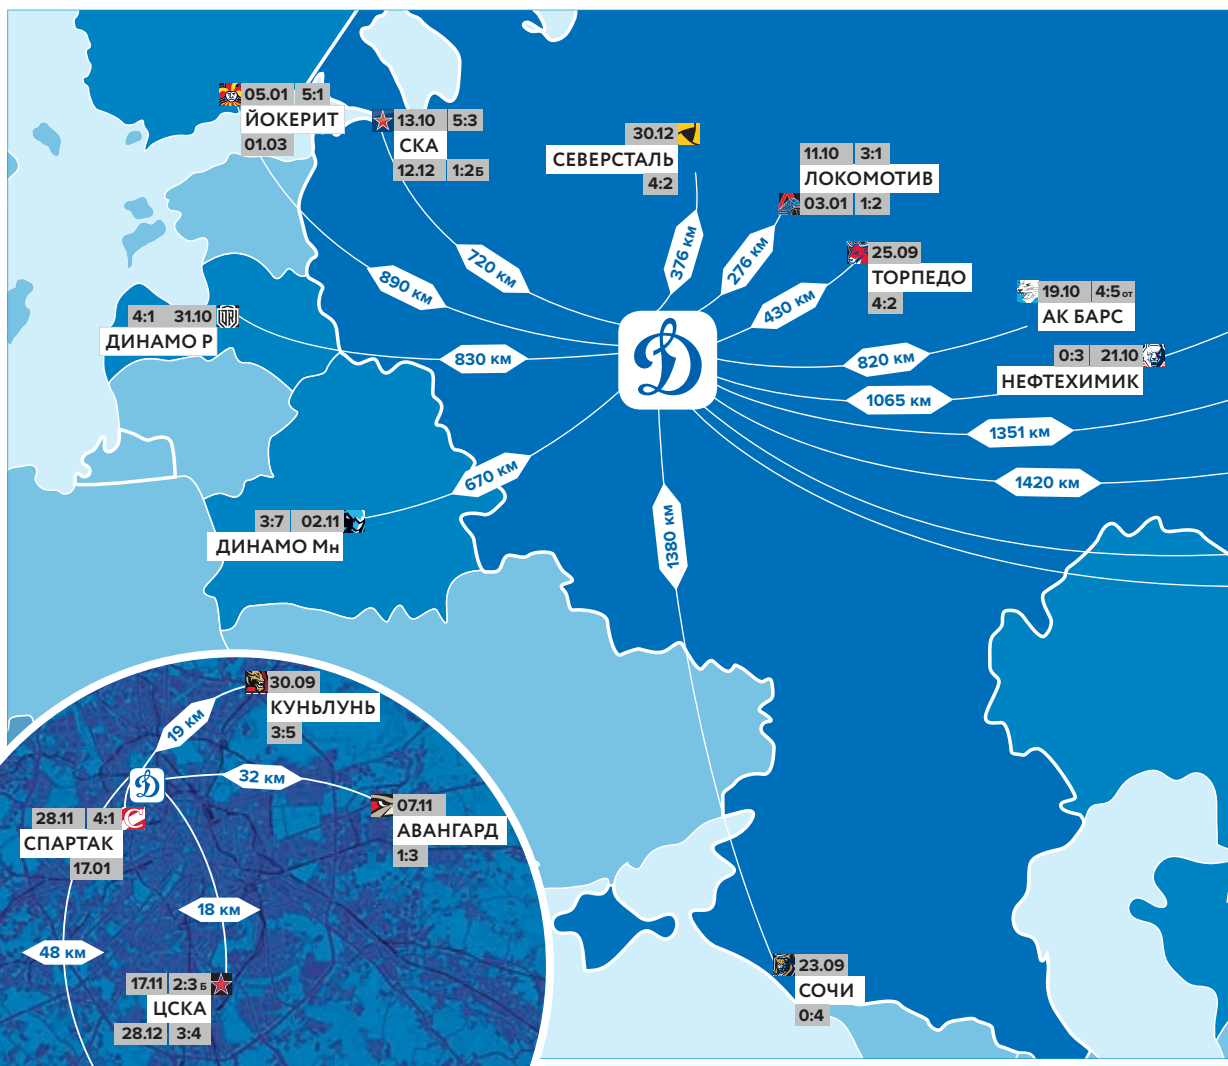 05.01 5:1
ЙОКЕРИТ
01.03
13.10 5:3
СКА
12.12 1:2Б
30.12
СЕВЕРСТАЛЬ
4:2
11.10 3:1
ЛОКОМОТИВ
03.01 1:2
25.09
ТОРПЕДО
4:2
19.10 4:5от
АК БАРС
0:3 21.10
НЕФТЕХИМИК
4:1 31.10
ДИНАМО Р
3:7 02.11
ДИНАМО Мн
890 км
720 км
376 км
276 км
430 км
830 км
820 км
1065 км
1351 км
1420 км
670 км
1380 км
Д
30.09
КУНЬЛУНЬ
3:5
19 км
32 км
Д
07.11
АВАНГАРД
1:3
28.11 4:1
СПАРТАК
17.01
18 км
48 км
17.11 2:3Б
ЦСКА
28.12 3:4
23.09
СОЧИ
0:4